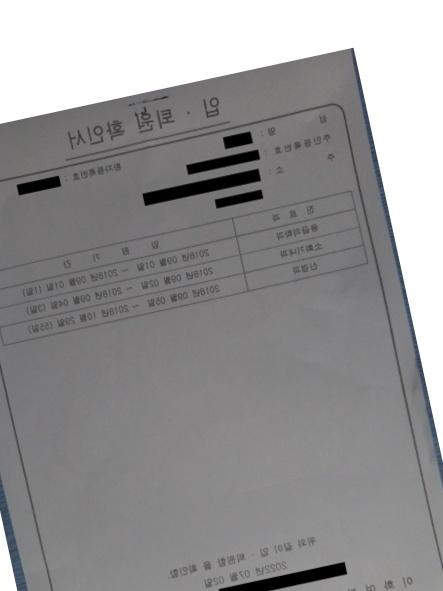 입 · 퇴원 확인서
환자등록번호 :
성 명 :
주민등록번호 :
주 소 :
진 료 과 입 원 기 간
응급의학과 2018년 09월 01일 ~ 2018년 09월 01일 (1일)
소화기내과 2018년 09월 02일 ~ 2018년 09월 04일 (3일)
신경과 2018년 09월 05일 ~ 2018년 10월 29일 (55일)
위와 같이 입 · 퇴원함 을 확인함.
2022년 07월 02일
이 화 여